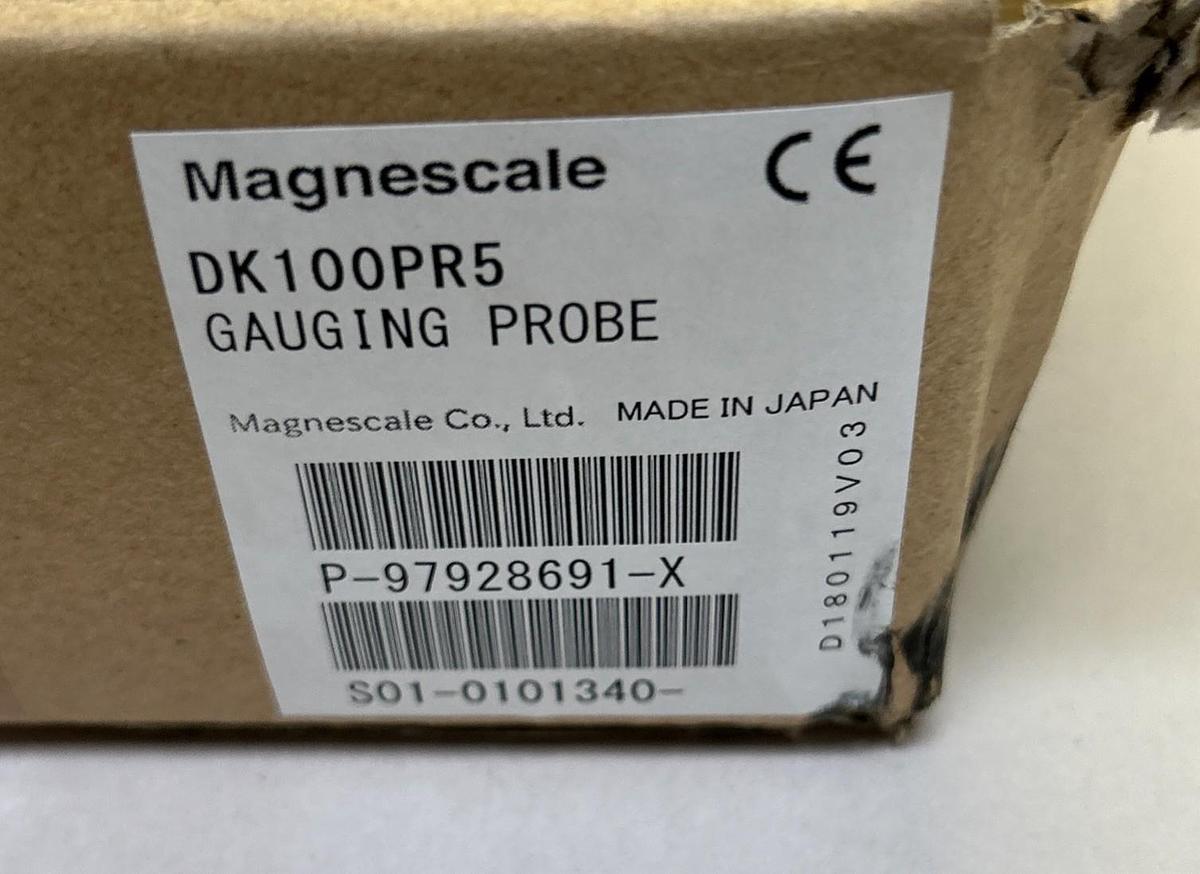 Magnescale CE
DK100PR5
GAUGING PROBE
Magnescale Co., Ltd. MADE IN JAPAN
P-97928691-X
S01-0101340-
D180119V03